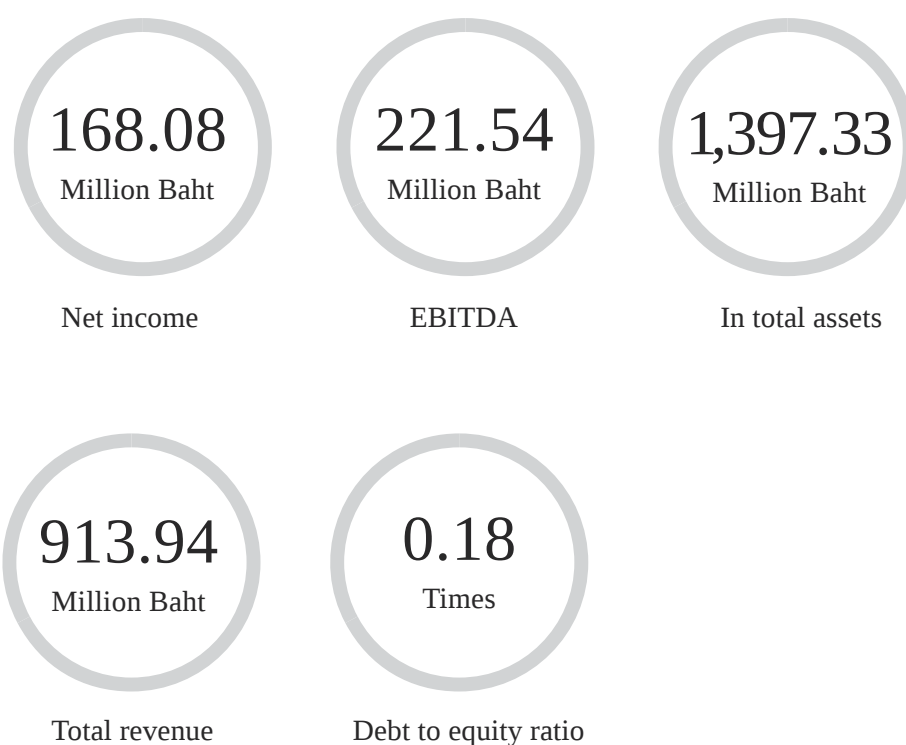 168.08
Million Baht
Net income
221.54
Million Baht
EBITDA
1,397.33
Million Baht
In total assets
913.94
Million Baht
Total revenue
0.18
Times
Debt to equity ratio